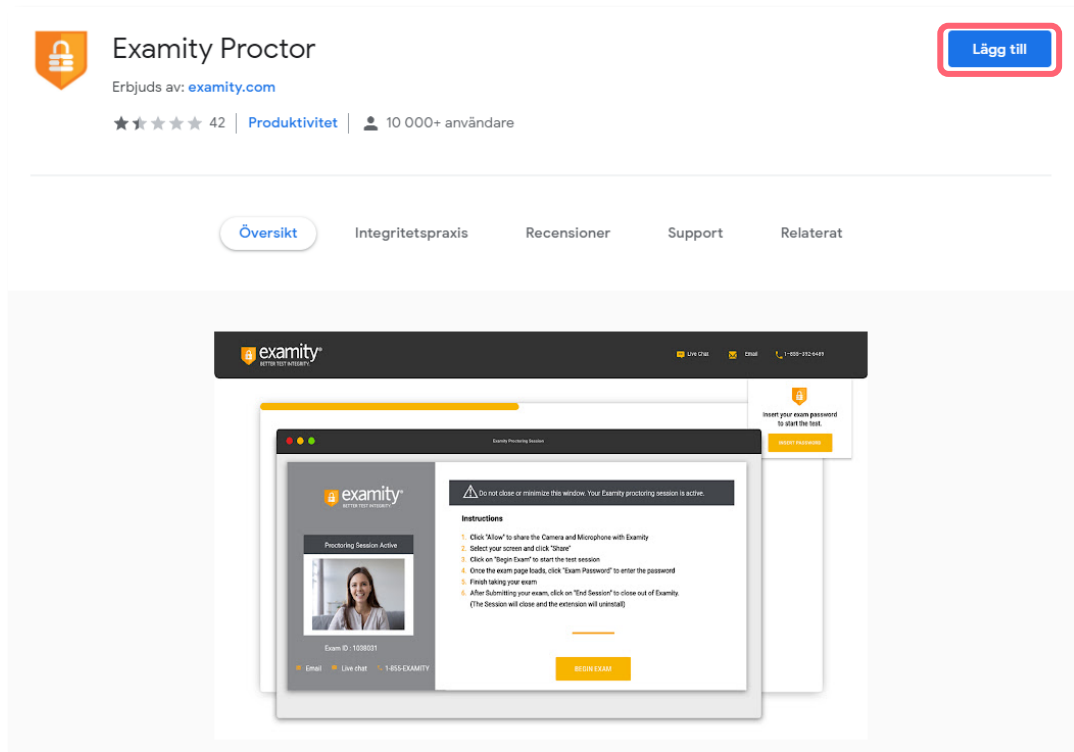 Examity Proctor
Lägg till
Erbjuds av: examity.com
42 Produktivitet 10 000+ användare
Översikt Integritetspraxis Recensioner Support Relaterat
examity®
BETTER TEST INTEGRITY.
Live Chat Email
Insert your exam password
to start the test.
INSERT PASSWORD
Examity Proctoring Session
examity®
BETTER TEST INTEGRITY.
Do not close or minimize this window. Your Examity proctoring session is active.
Instructions
1. Click "Allow" to share the Camera and Microphone with Examity
2. Select your screen and click "Share"
3. Click on "Begin Exam" to start the test session
4. Once the exam page loads, click "Exam Password" to enter the password
5. Finish taking your exam
6. After Submitting your exam, click on "End Session" to close out of Examity.
(The Session will close and the extension will uninstall)
Proctoring Session Active
Exam ID : 1038031
Email Live chat 1-855-EXAMITY
BEGIN EXAM